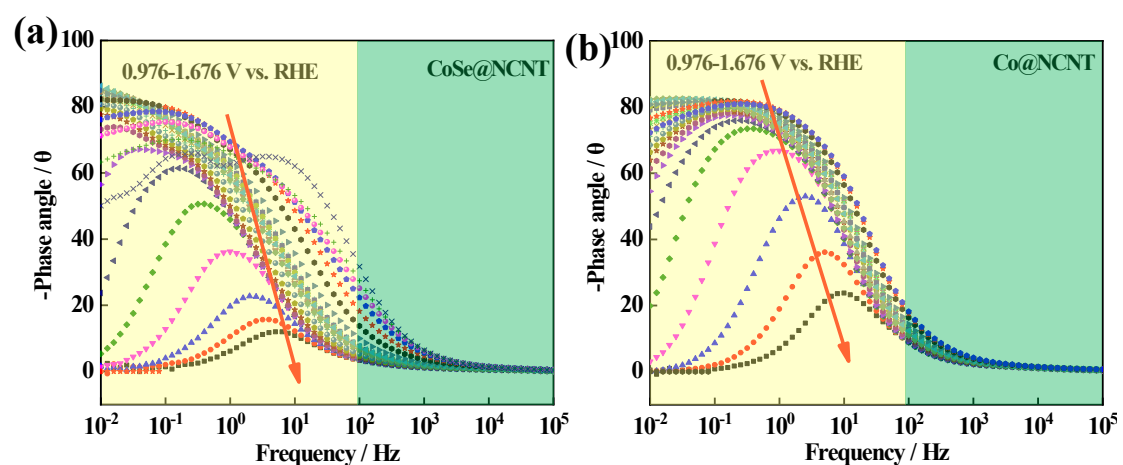 (a)
100
80
60
40
20
0
-Phase angle / θ
0.976-1.676 V vs. RHE
CoSe@NCNT
10⁻² 10⁻¹ 10⁰ 10¹ 10² 10³ 10⁴ 10⁵
Frequency / Hz
(b)
100
80
60
40
20
0
-Phase angle / θ
0.976-1.676 V vs. RHE
Co@NCNT
10⁻² 10⁻¹ 10⁰ 10¹ 10² 10³ 10⁴ 10⁵
Frequency / Hz